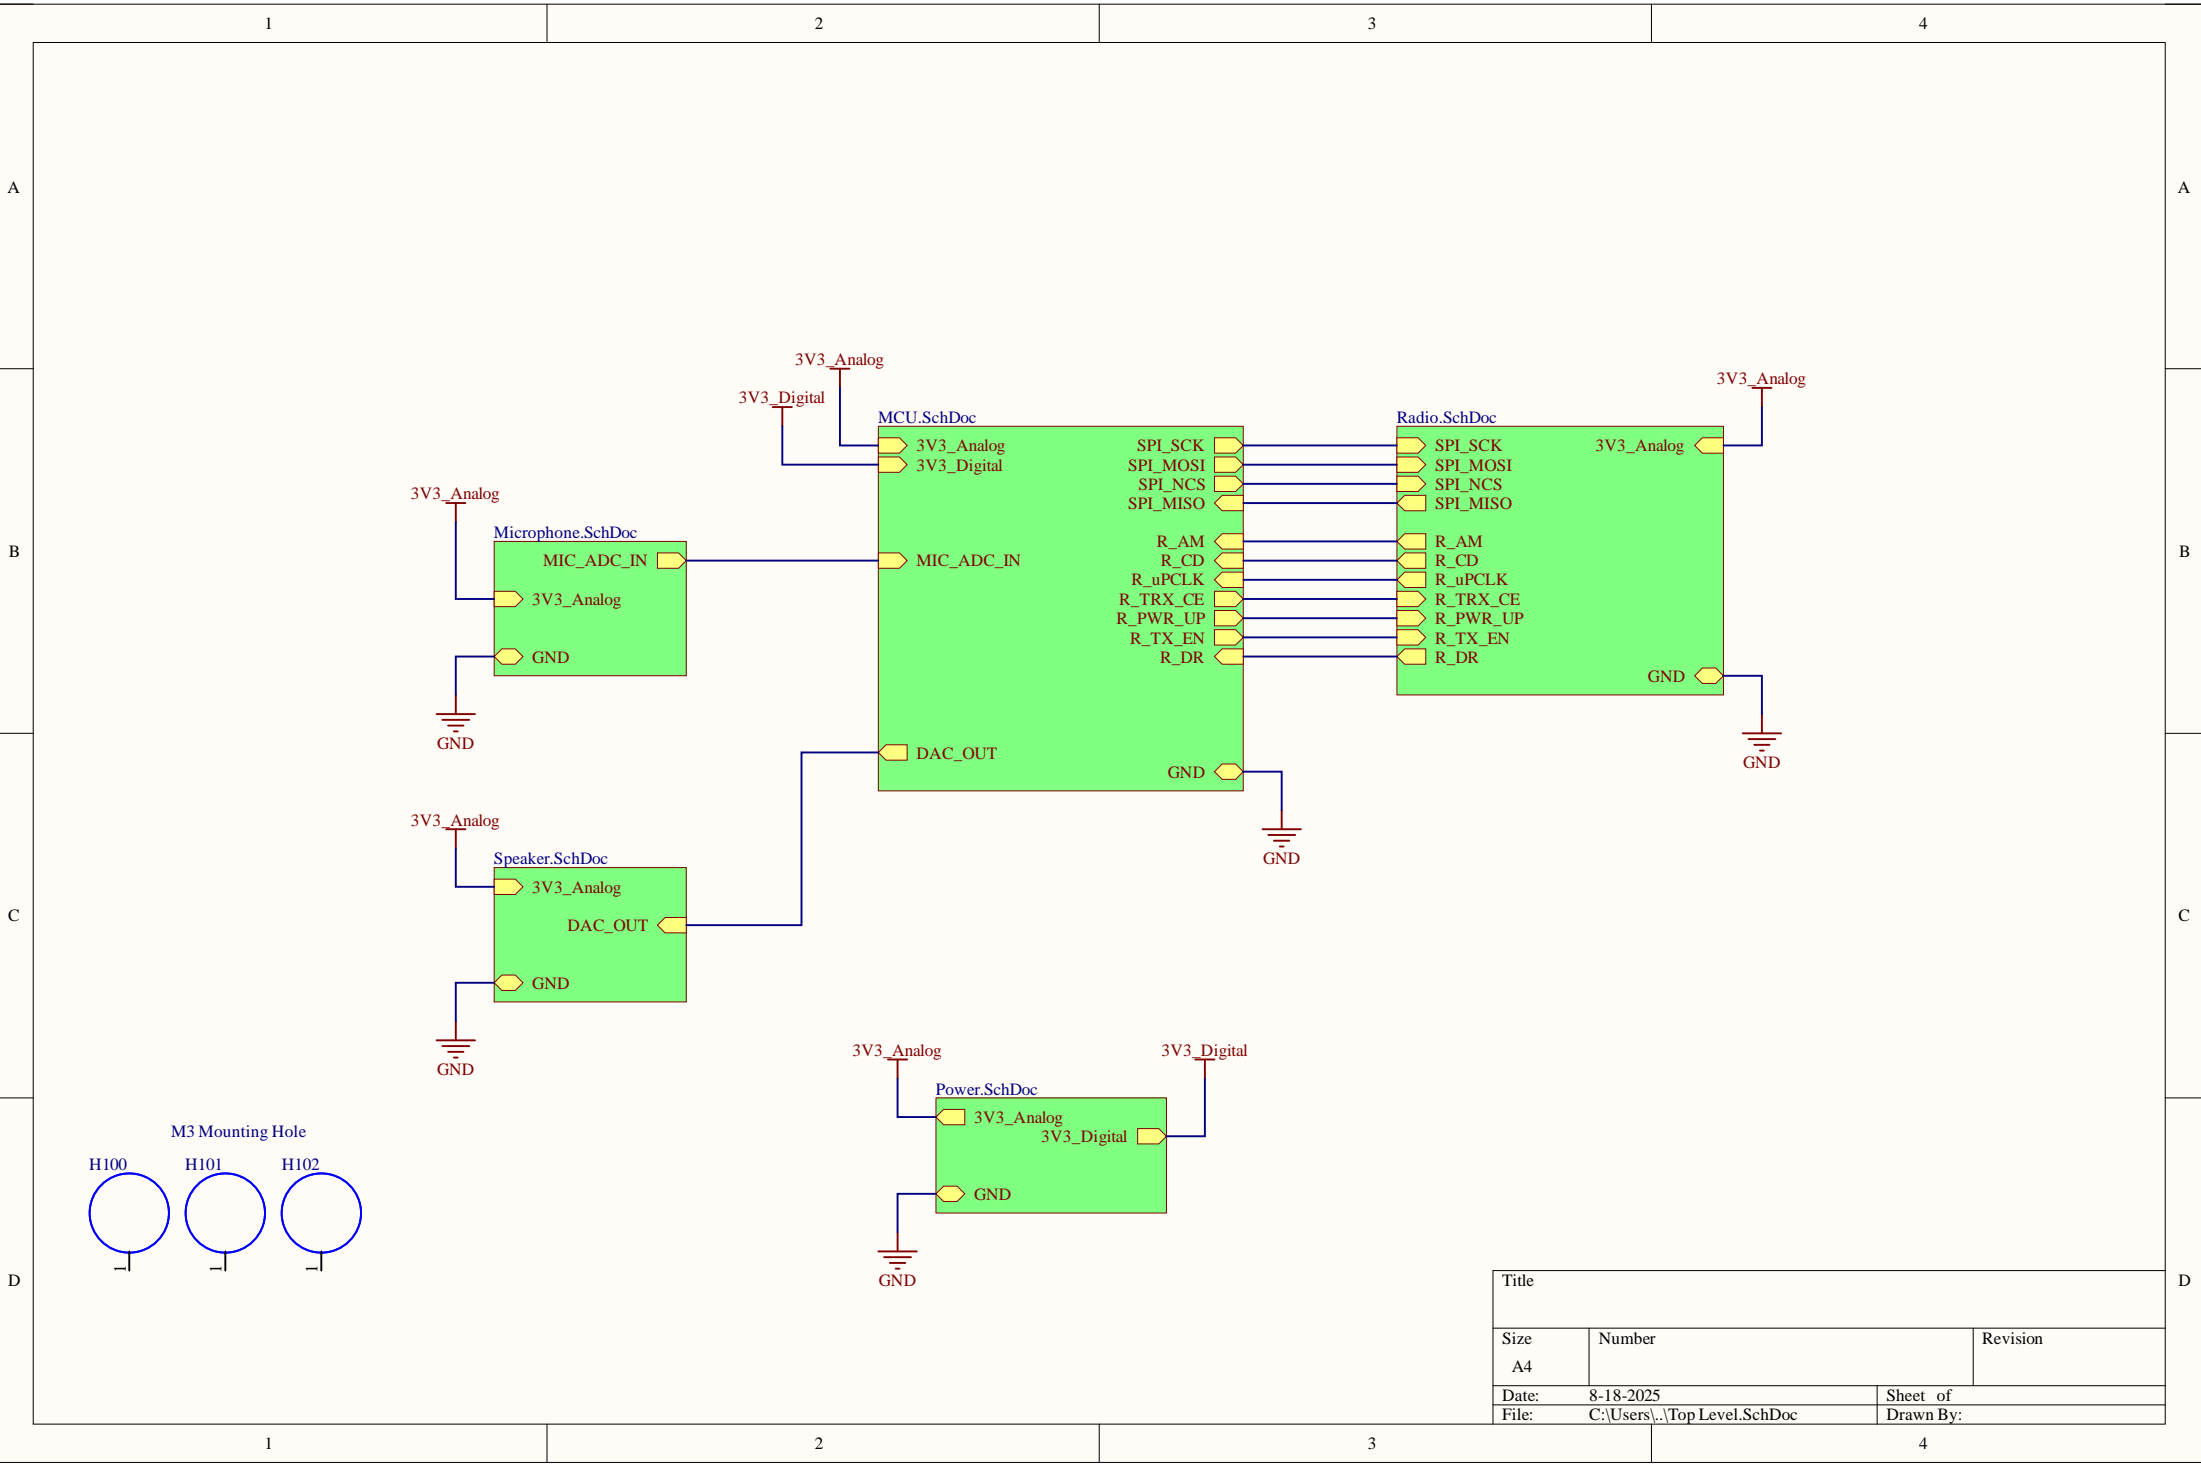 1 2 3 4
A A
3V3_Analog
3V3_Analog
3V3_Digital
MCU.SchDoc Radio.SchDoc
3V3_Analog SPI_SCK SPI_SCK 3V3_Analog
3V3_Digital SPI_MOSI SPI_MOSI
SPI_NCS SPI_NCS
3V3_Analog
SPI_MISO SPI_MISO
Microphone.SchDoc
R_AM R_AM
B B
MIC_ADC_IN MIC_ADC_IN R_CD R_CD
R_uPCLK R_uPCLK
3V3_Analog R_TRX_CE R_TRX_CE
R_PWR_UP R_PWR_UP
R_TX_EN R_TX_EN
GND R_DR R_DR
GND
GND
DAC_OUT
GND
GND
3V3_Analog
Speaker.SchDoc
GND
3V3_Analog
C C
DAC_OUT
GND
3V3_Analog 3V3_Digital
GND
Power.SchDoc
3V3_Analog
M3 Mounting Hole
3V3_Digital
H100 H101 H102
GND
1 1 1
GND
D D
Title
Size Number Revision
A4
Date: 8-18-2025 Sheet of
File: C:\Users\..\Top Level.SchDoc Drawn By:
1 2 3 4